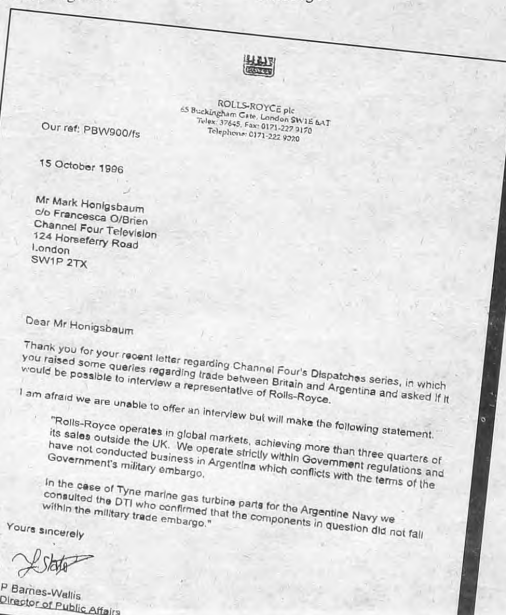 ROLLS-ROYCE plc
65 Buckingham Gate, London SW1E 6AT
Telex: 37645, Fax: 0171-227 9170
Telephone: 0171-222 9020
Our ref: PBW900/fs
15 October 1996
Mr Mark Honigsbaum
c/o Francesca O/Brien
Channel Four Television
124 Horseferry Road
London
SW1P 2TX
Dear Mr Honigsbaum
Thank you for your recent letter regarding Channel Four's Dispatches series, in which
you raised some queries regarding trade between Britain and Argentina and asked if it
would be possible to interview a representative of Rolls-Royce.
I am afraid we are unable to offer an interview but will make the following statement.
"Rolls-Royce operates in global markets, achieving more than three quarters of
its sales outside the UK. We operate strictly within Government regulations and
have not conducted business in Argentina which conflicts with the terms of the
Government's military embargo.
In the case of Tyne marine gas turbine parts for the Argentine Navy we
consulted the DTI who confirmed that the components in question did not fall
within the military trade embargo."
Yours sincerely
P Barnes-Wallis
Director of Public Affairs